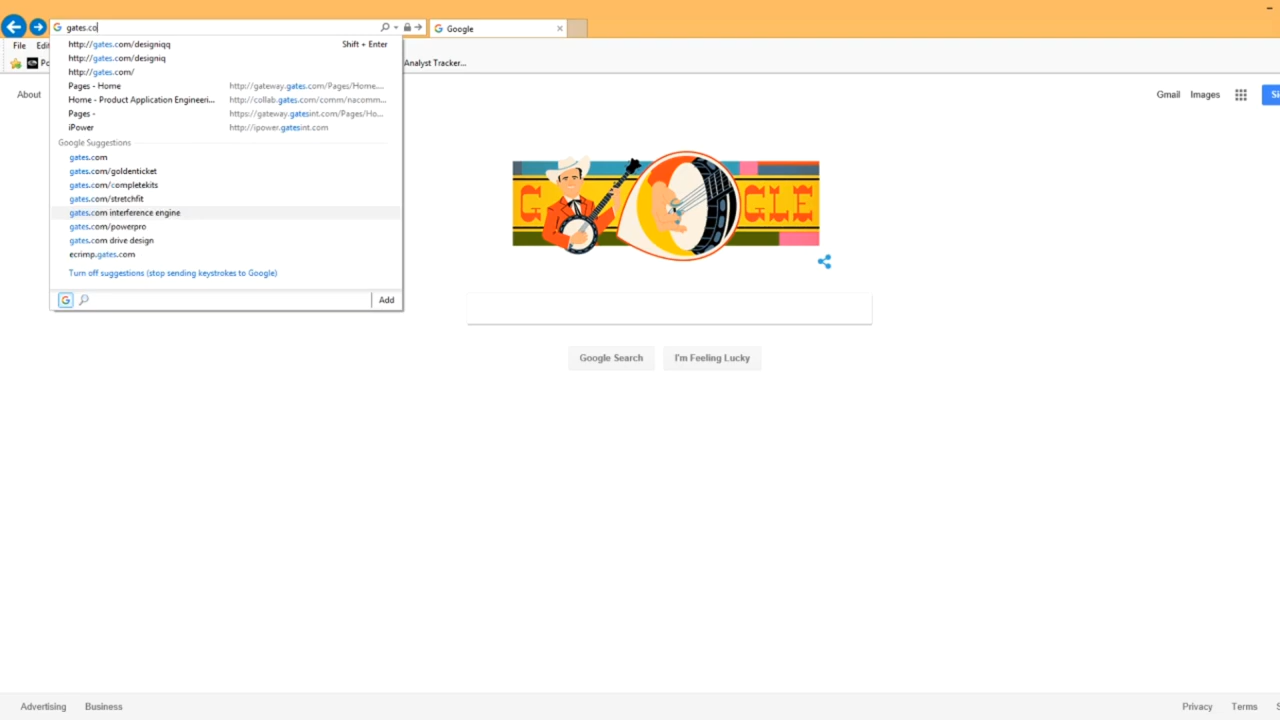 gates.co
Google
File Edi
http://gates.com/designiqq Shift + Enter
http://gates.com/designiq
http://gates.com/
Pages - Home http://gateway.gates.com/Pages/Home....
Home - Product Application Engineeri... http://collab.gates.com/comm/nacomm...
Pages - https://gateway.gatesint.com/Pages/Ho...
iPower http://ipower.gatesint.com
Google Suggestions
gates.com
gates.com/goldenticket
gates.com/completekits
gates.com/stretchfit
gates.com interference engine
gates.com/powerpro
gates.com drive design
ecrimp.gates.com
Turn off suggestions (stop sending keystrokes to Google)
Add
Po
Analyst Tracker...
About
Gmail Images
Si
G GLE
Google Search I'm Feeling Lucky
Advertising Business
Privacy Terms S